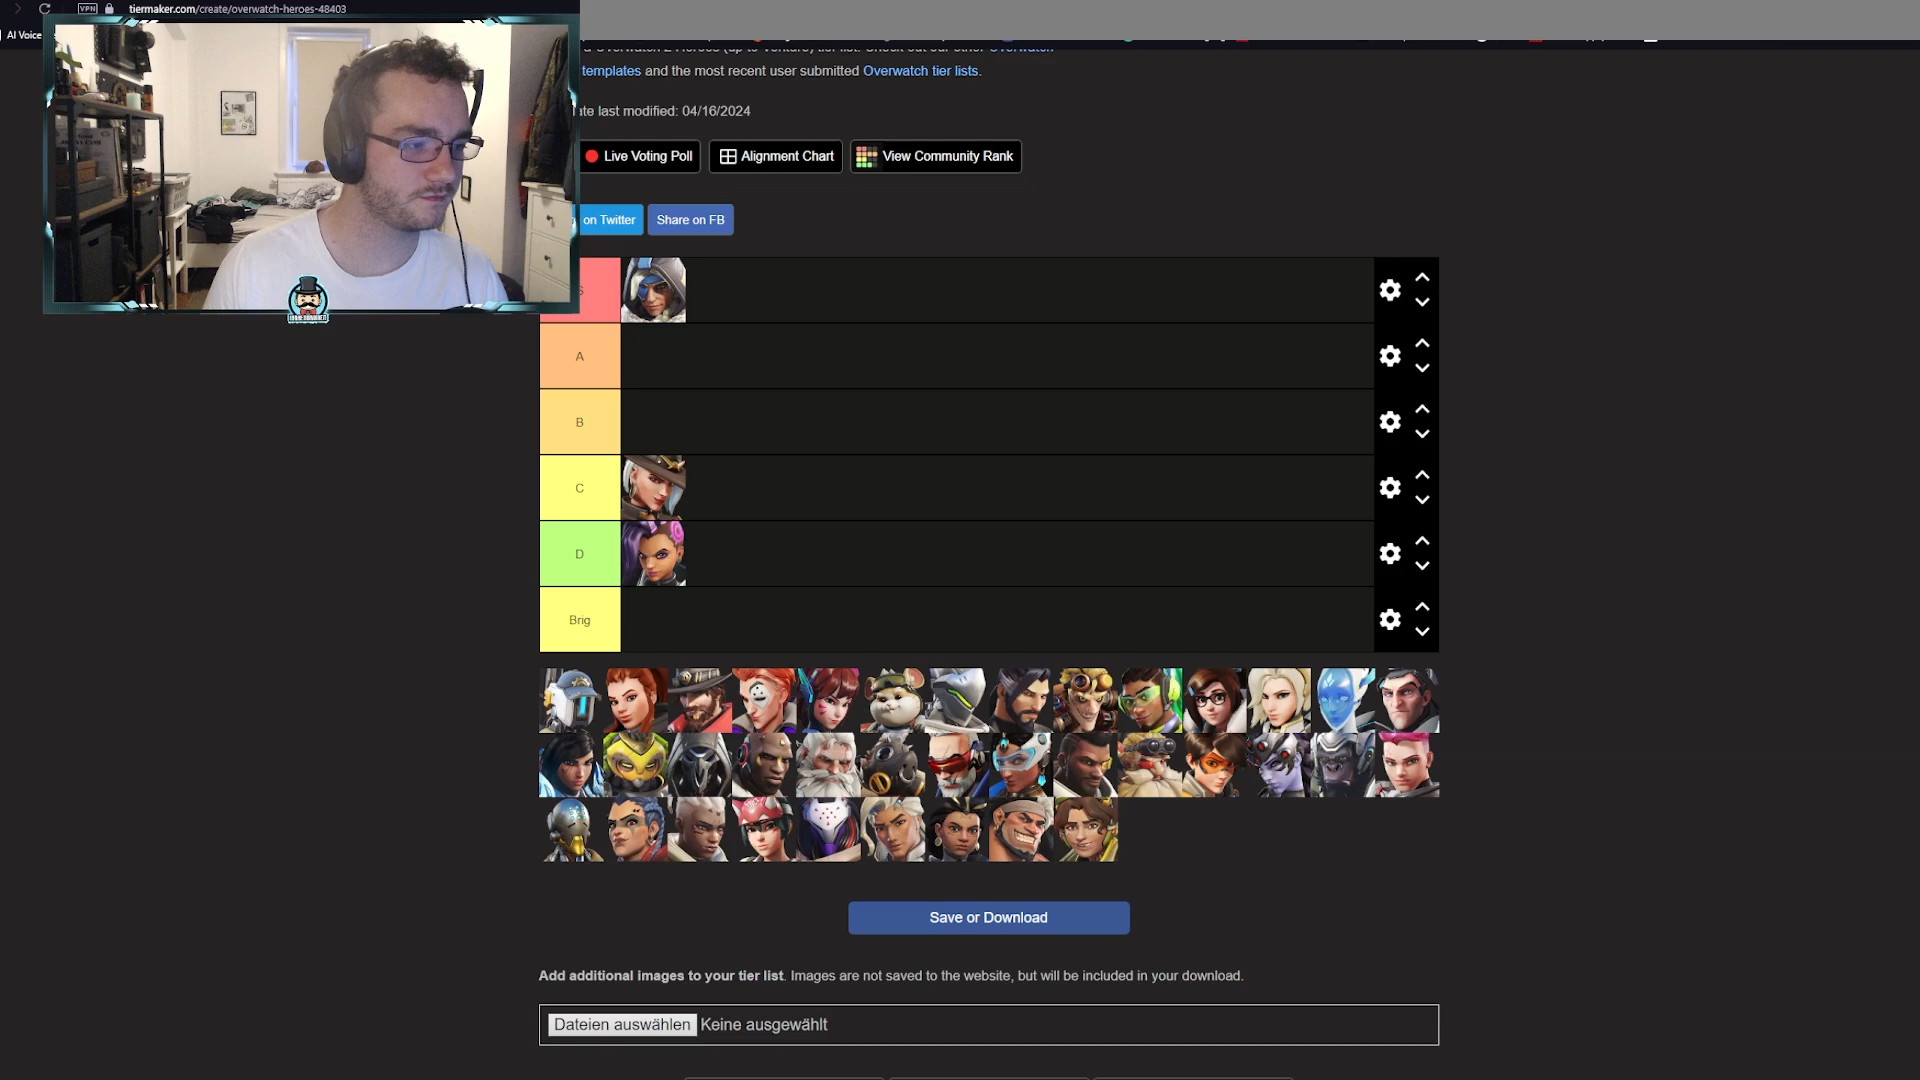 VPN tiermaker.com/create/overwatch-heroes-48403
AI Voice
templates and the most recent user submitted Overwatch tier lists.
ate last modified: 04/16/2024
Live Voting Poll
Alignment Chart
View Community Rank
on Twitter
Share on FB
S
A
B
C
D
Brig
Save or Download
Add additional images to your tier list. Images are not saved to the website, but will be included in your download.
Dateien auswählen Keine ausgewählt